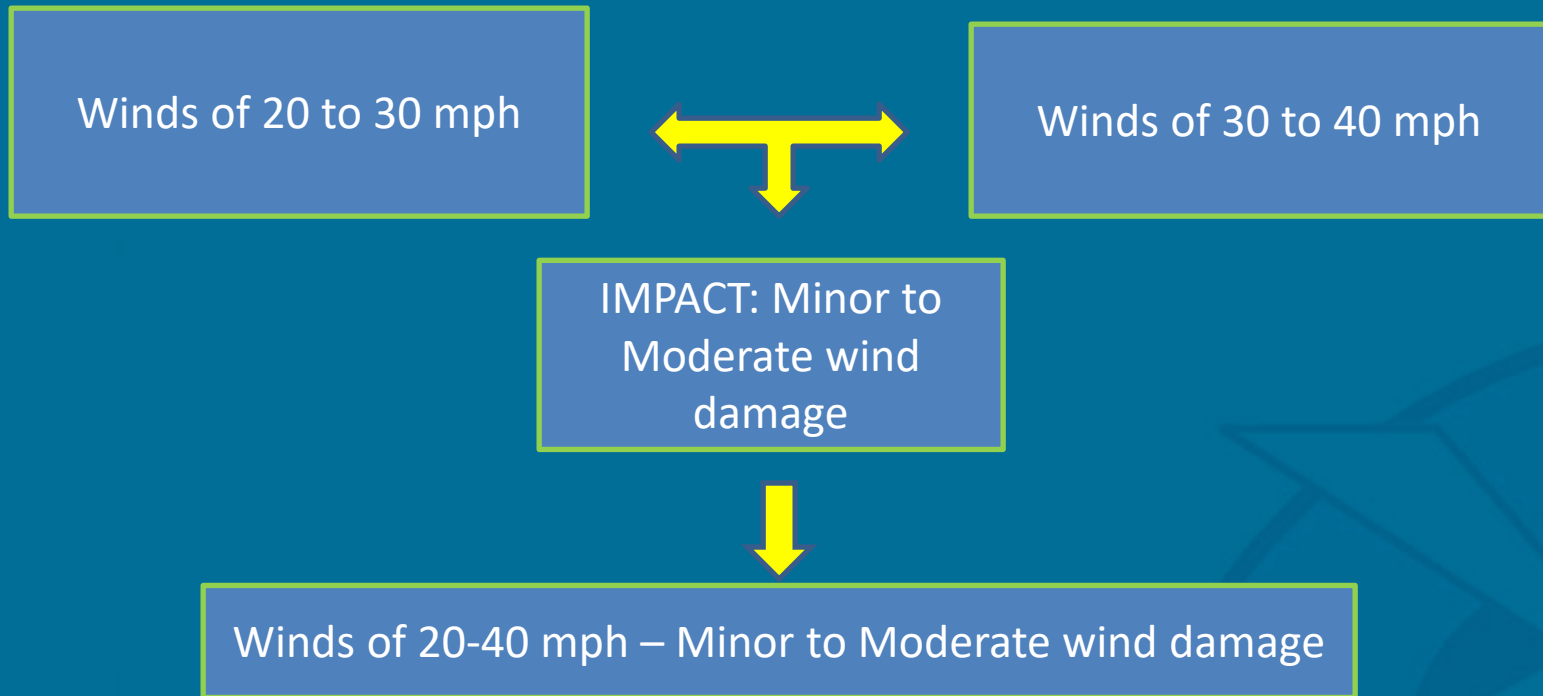 Winds of 20 to 30 mph
Winds of 30 to 40 mph
IMPACT: Minor to
Moderate wind
damage
Winds of 20-40 mph – Minor to Moderate wind damage